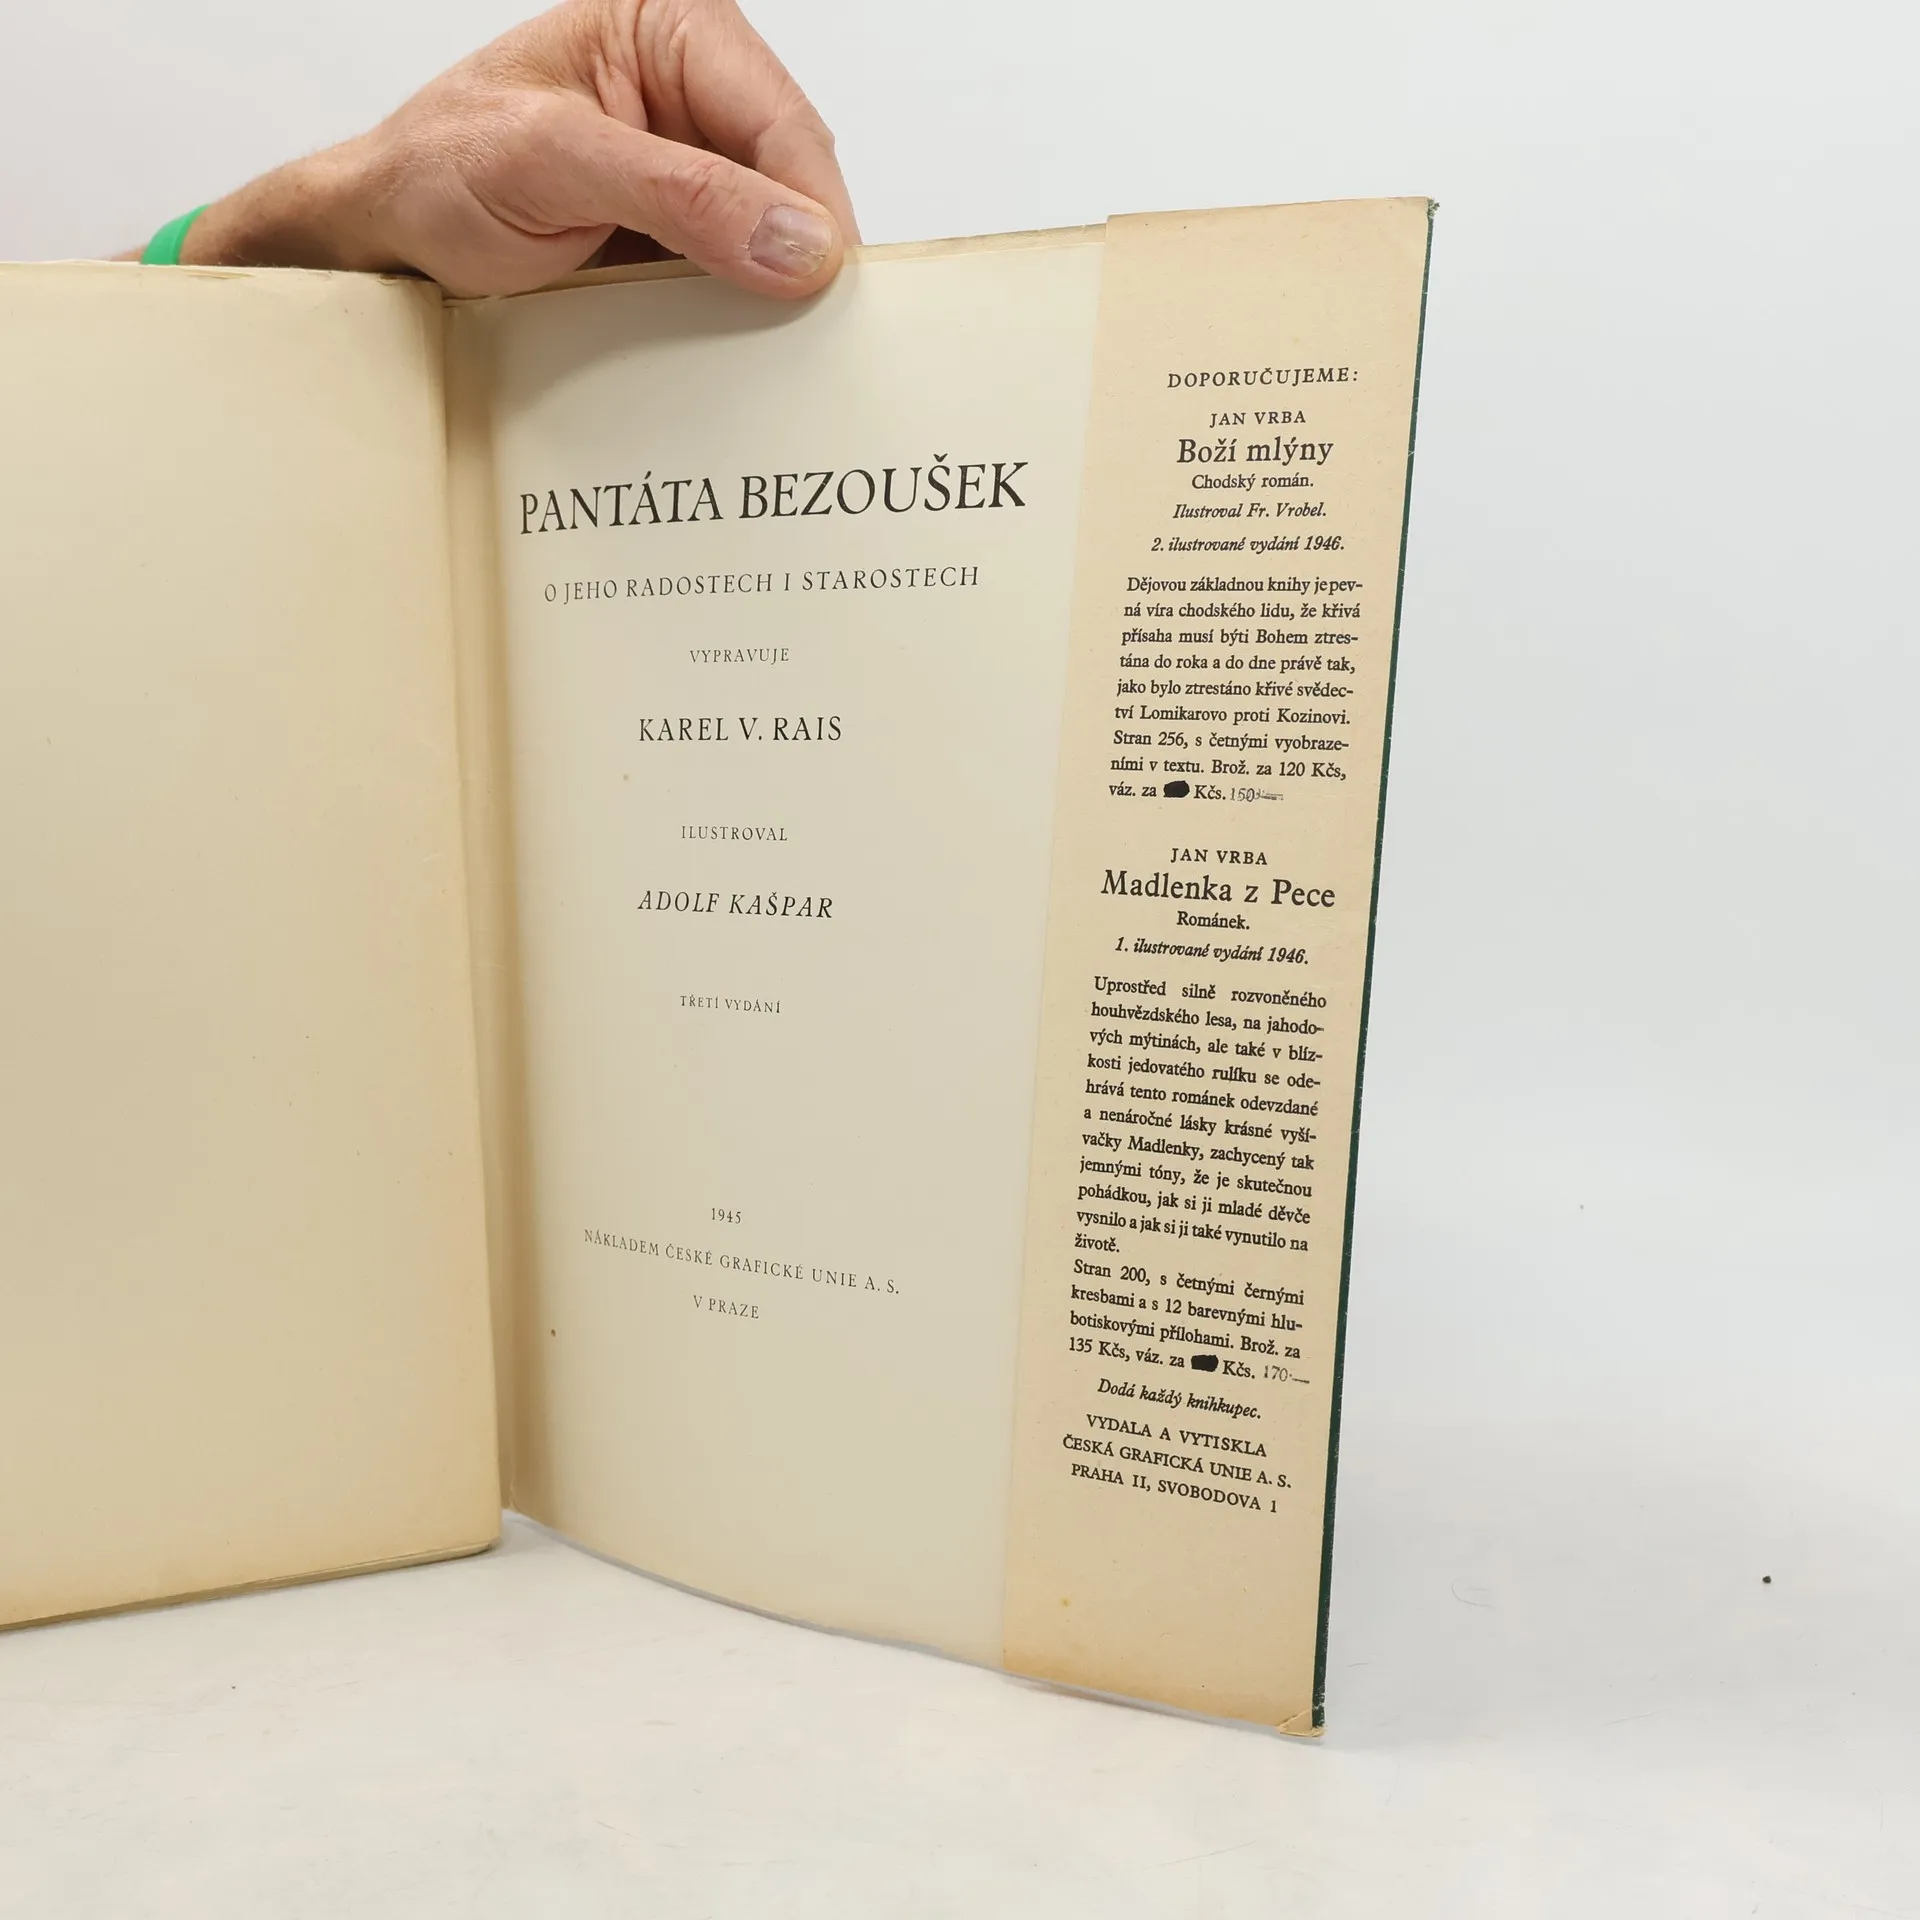 PANTÁTA BEZOUŠEK
O JEHO RADOSTECH I STAROSTECH
VYPRAVUJE
KAREL V. RAIS
ILUSTROVAL
ADOLF KAŠPAR
TŘETÍ VYDÁNÍ
1945
NÁKLADEM ČESKÉ GRAFICKÉ UNIE A. S.
V PRAZE
DOPORUČUJEME:
JAN VRBA
Boží mlýny
Chodský román.
Ilustroval Fr. Vrobel.
2. ilustrované vydání 1946.
Dějovou základnou knihy je pev-
ná víra chodského lidu, že křivá
přísaha musí býti Bohem ztres-
tána do roka a do dne právě tak,
jako bylo ztrestáno křivé svědec-
tví Lomikarovo proti Kozinovi.
Stran 256, s četnými vyobraze-
ními v textu. Brož. za 120 Kčs,
váz. za Kčs. 150
JAN VRBA
Madlenka z Pece
Románek.
1. ilustrované vydání 1946.
Uprostřed silně rozvoněného
houhvězdského lesa, na jahodo-
vých mýtinách, ale také v blíz-
kosti jedovatého rulíku se ode-
hrává tento románek odevzdané
a nenáročné lásky krásné vyší-
vačky Madlenky, zachycený tak
jemnými tóny, že je skutečnou
pohádkou, jak si ji mladé děvče
vysnilo a jak si ji také vynutilo na
životě.
Stran 200, s četnými černými
kresbami a s 12 barevnými hlu-
botiskovými přílohami. Brož. za
135 Kčs, váz. za Kčs. 170·—
Dodá každý knihkupec.
VYDALA A VYTISKLA
ČESKÁ GRAFICKÁ UNIE A. S.
PRAHA II, SVOBODOVA 1